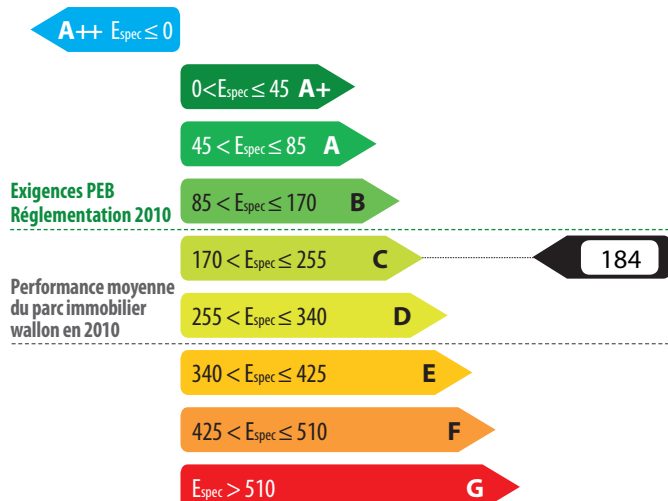 A++ Espec ≤ 0
0 < Espec ≤ 45 A+
45 < Espec ≤ 85 A
Exigences PEB
Réglementation 2010
85 < Espec ≤ 170 B
170 < Espec ≤ 255 C
184
Performance moyenne
du parc immobilier
wallon en 2010
255 < Espec ≤ 340 D
340 < Espec ≤ 425 E
425 < Espec ≤ 510 F
Espec > 510 G